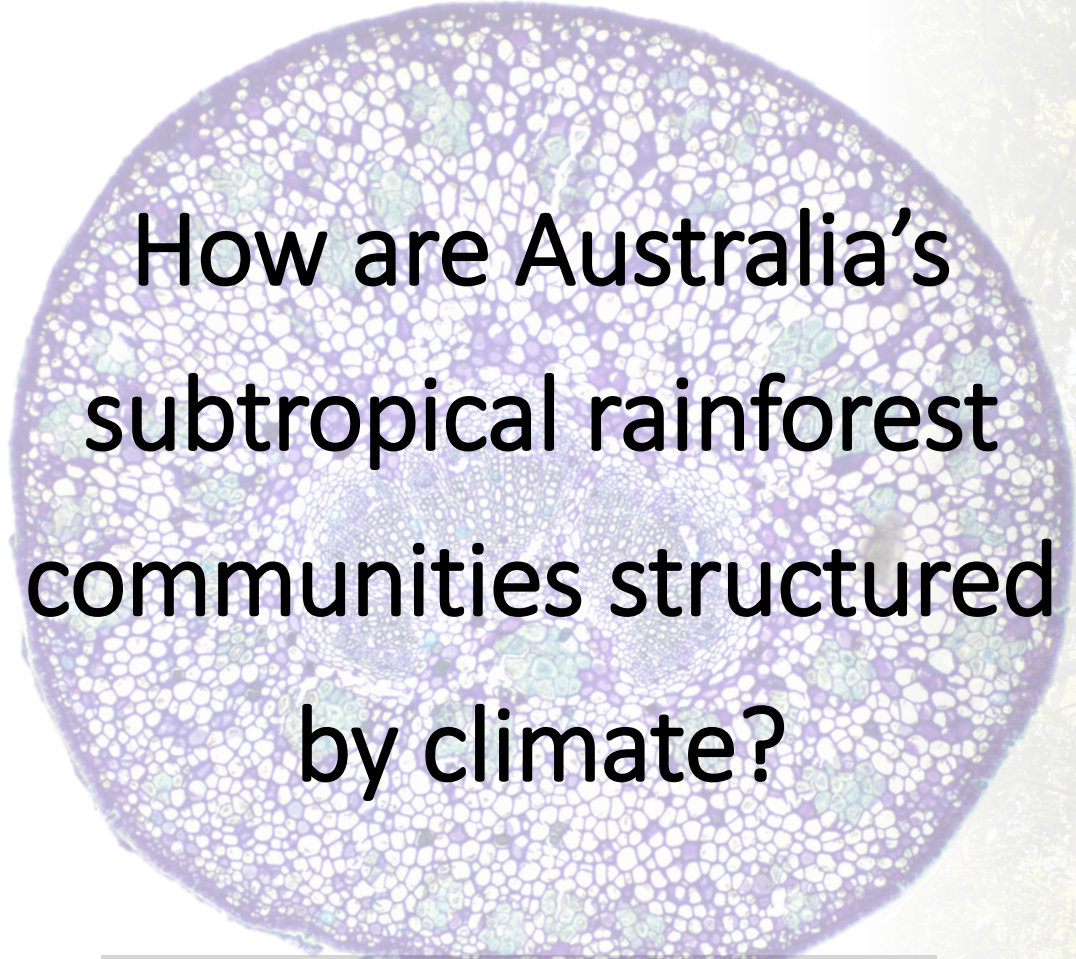 How are Australia’s
subtropical rainforest
communities structured
by climate?